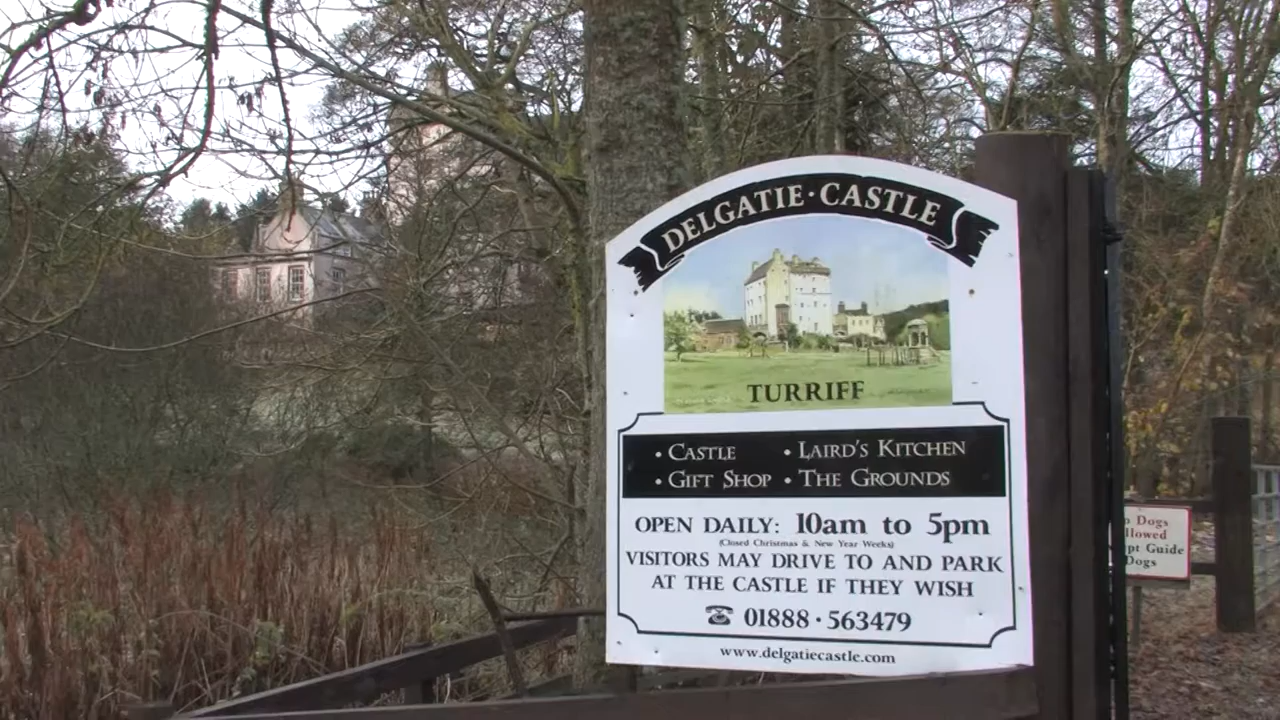 DELGATIE · CASTLE
TURRIFF
• CASTLE • LAIRD'S KITCHEN
• GIFT SHOP • THE GROUNDS
OPEN DAILY: 10am to 5pm
(Closed Christmas & New Year Weeks)
VISITORS MAY DRIVE TO AND PARK
AT THE CASTLE IF THEY WISH
01888 · 563479
www.delgatiecastle.com
Dogs
Guide
Dogs